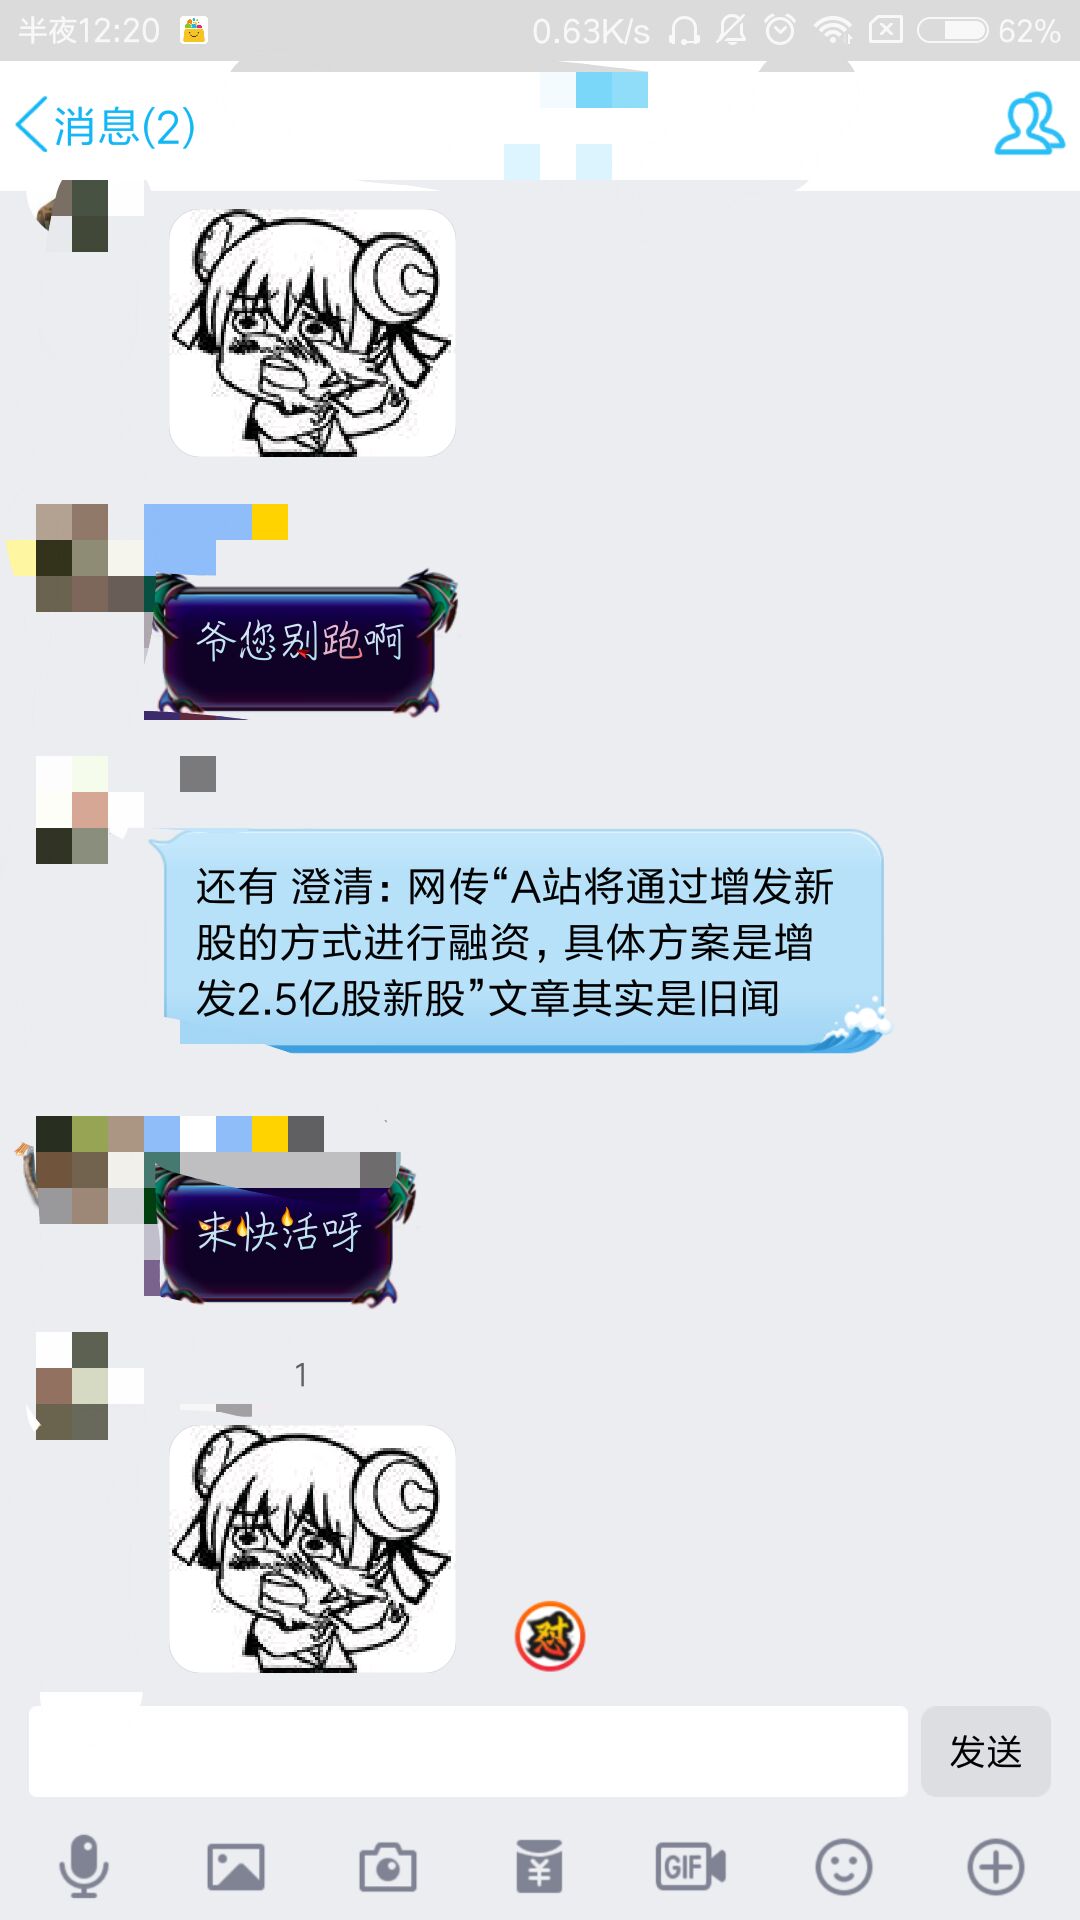 半夜12:20
0.63K/s
62%
消息(2)
爷您别跑啊
还有 澄清：网传“A站将通过增发新
股的方式进行融资，具体方案是增
发2.5亿股新股”文章其实是旧闻
来快活呀
1
怼
发送
GIF